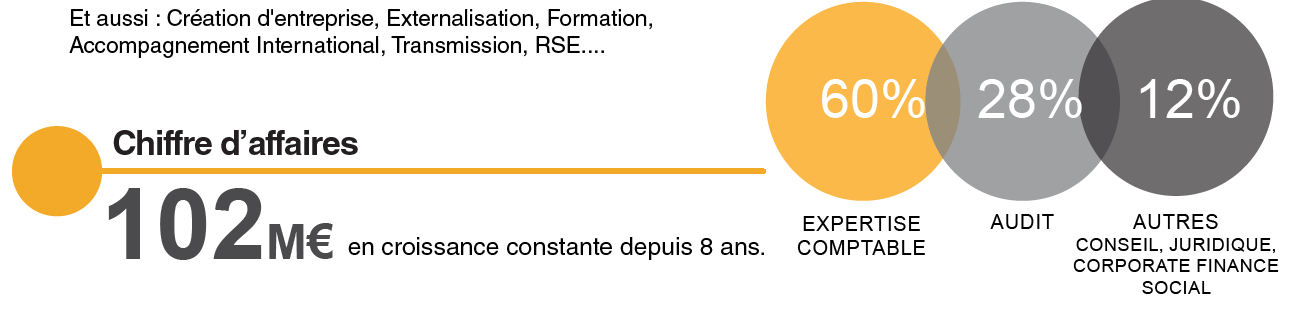 Et aussi : Création d'entreprise, Externalisation, Formation,
Accompagnement International, Transmission, RSE....
Chiffre d’affaires
102M€ en croissance constante depuis 8 ans.
60%
28%
12%
EXPERTISE
COMPTABLE
AUDIT
AUTRES
CONSEIL, JURIDIQUE,
CORPORATE FINANCE
SOCIAL